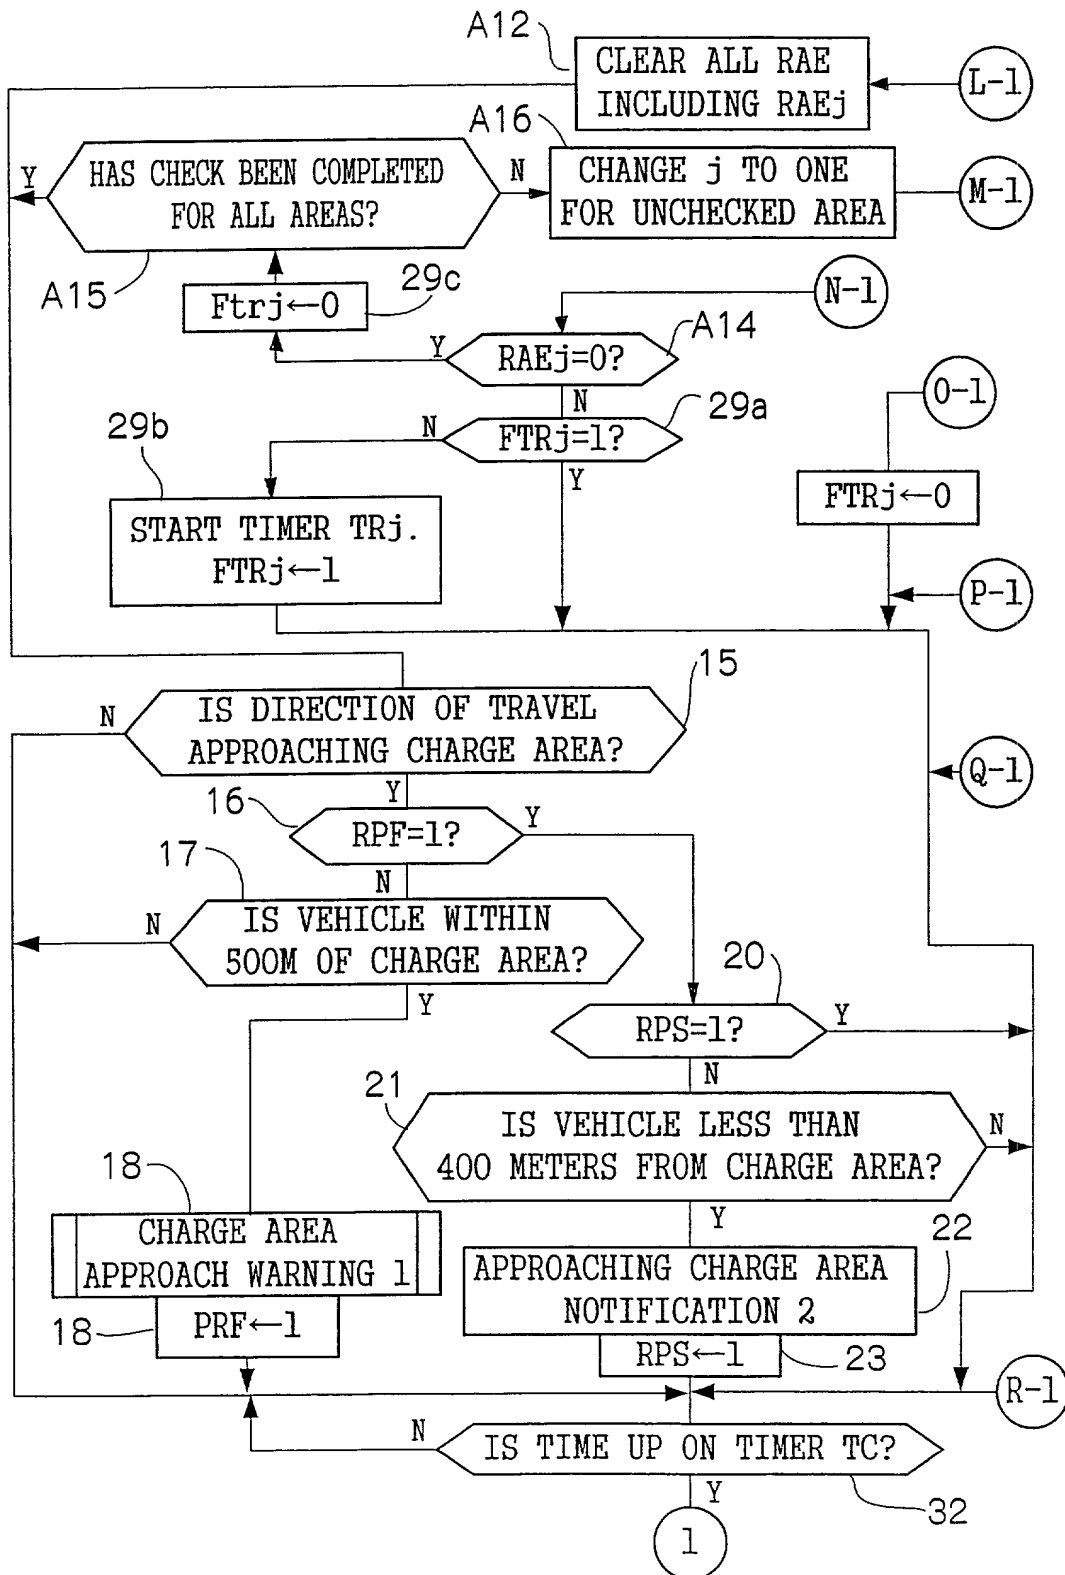 A12
CLEAR ALL RAE
INCLUDING RAEj
L-1
A16
HAS CHECK BEEN COMPLETED
FOR ALL AREAS?
Y
N
CHANGE j TO ONE
FOR UNCHECKED AREA
M-1
A15
Ftrj←0
29c
N-1
A14
RAEj=0?
Y
N
O-1
29a
FTRj=1?
N
Y
29b
START TIMER TRj.
FTRj←1
FTRj←0
P-1
15
IS DIRECTION OF TRAVEL
APPROACHING CHARGE AREA?
N
Y
Q-1
16
RPF=1?
Y
N
17
IS VEHICLE WITHIN
500M OF CHARGE AREA?
N
Y
20
RPS=1?
Y
N
21
IS VEHICLE LESS THAN
400 METERS FROM CHARGE AREA?
N
Y
18
CHARGE AREA
APPROACH WARNING 1
22
APPROACHING CHARGE AREA
NOTIFICATION 2
18
PRF←1
RPS←1
23
R-1
IS TIME UP ON TIMER TC?
N
Y
32
1